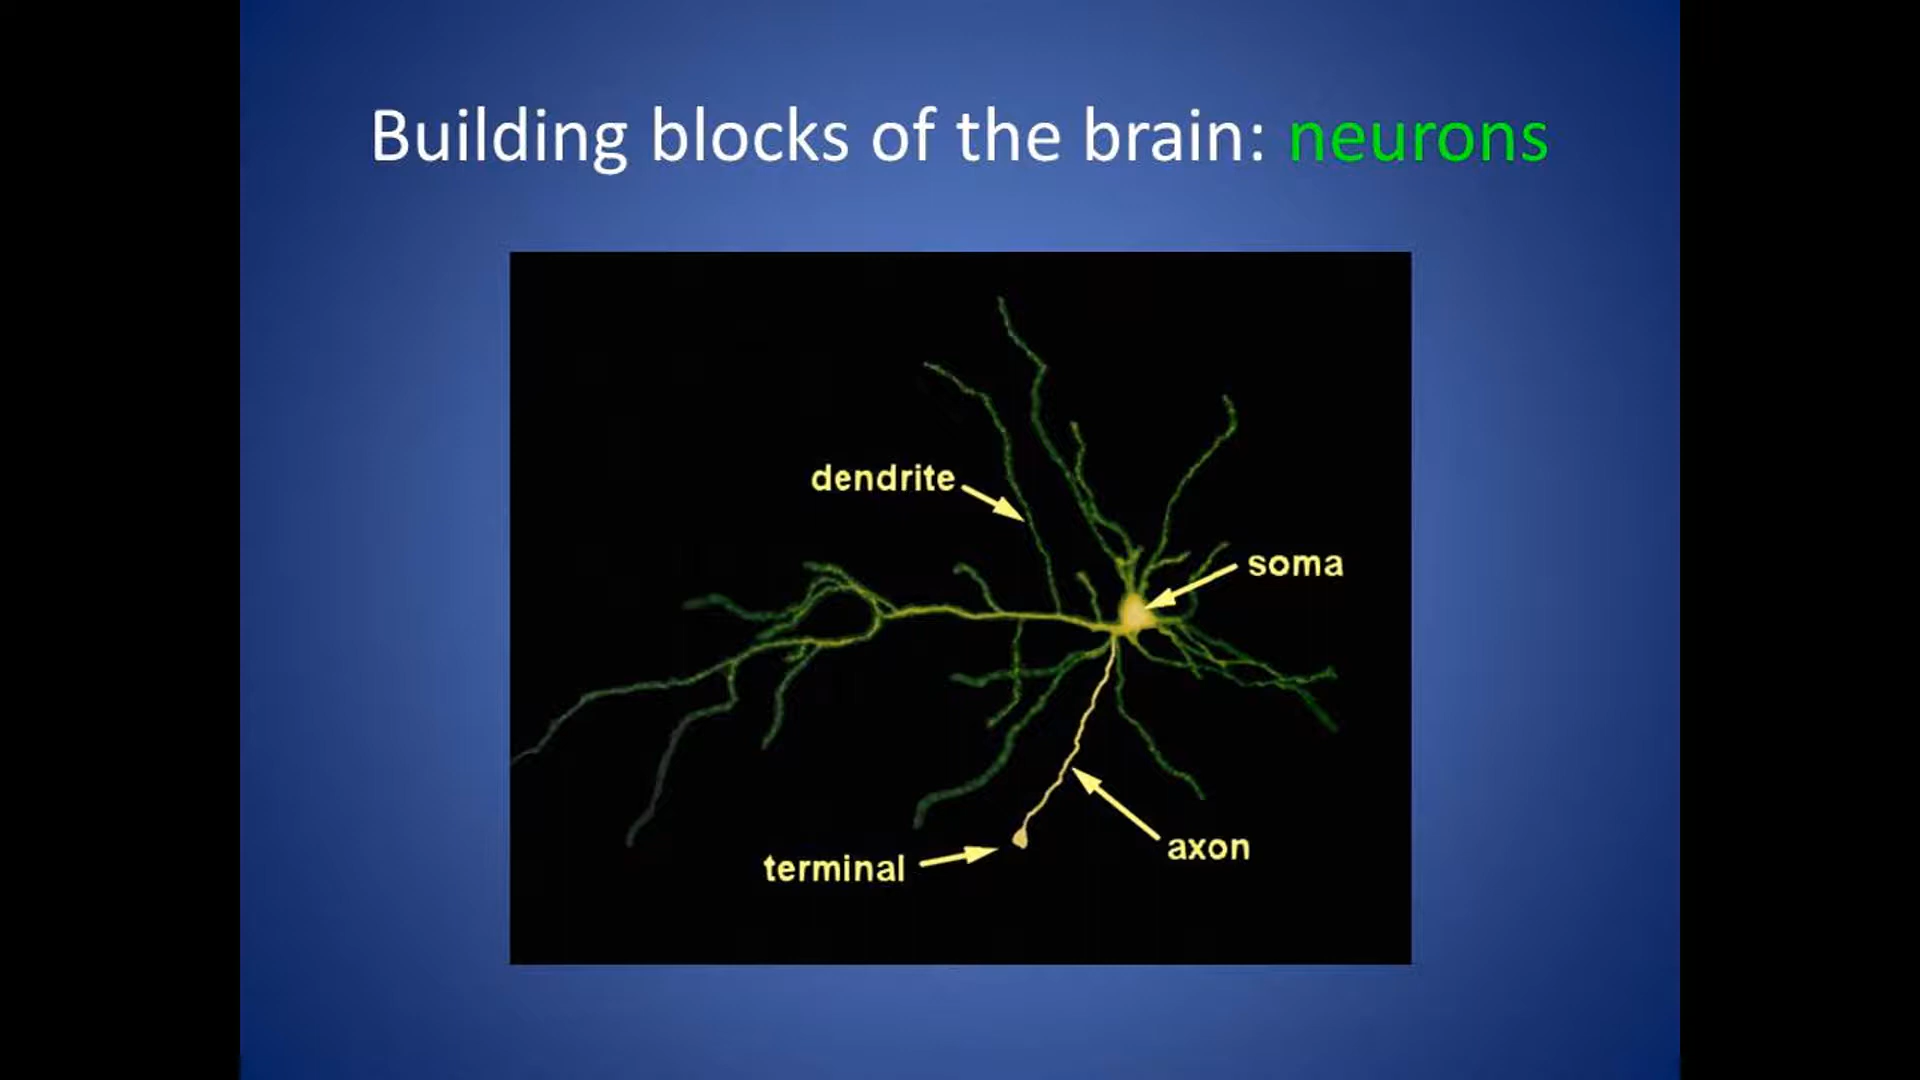 Building blocks of the brain: neurons
dendrite
soma
axon
terminal